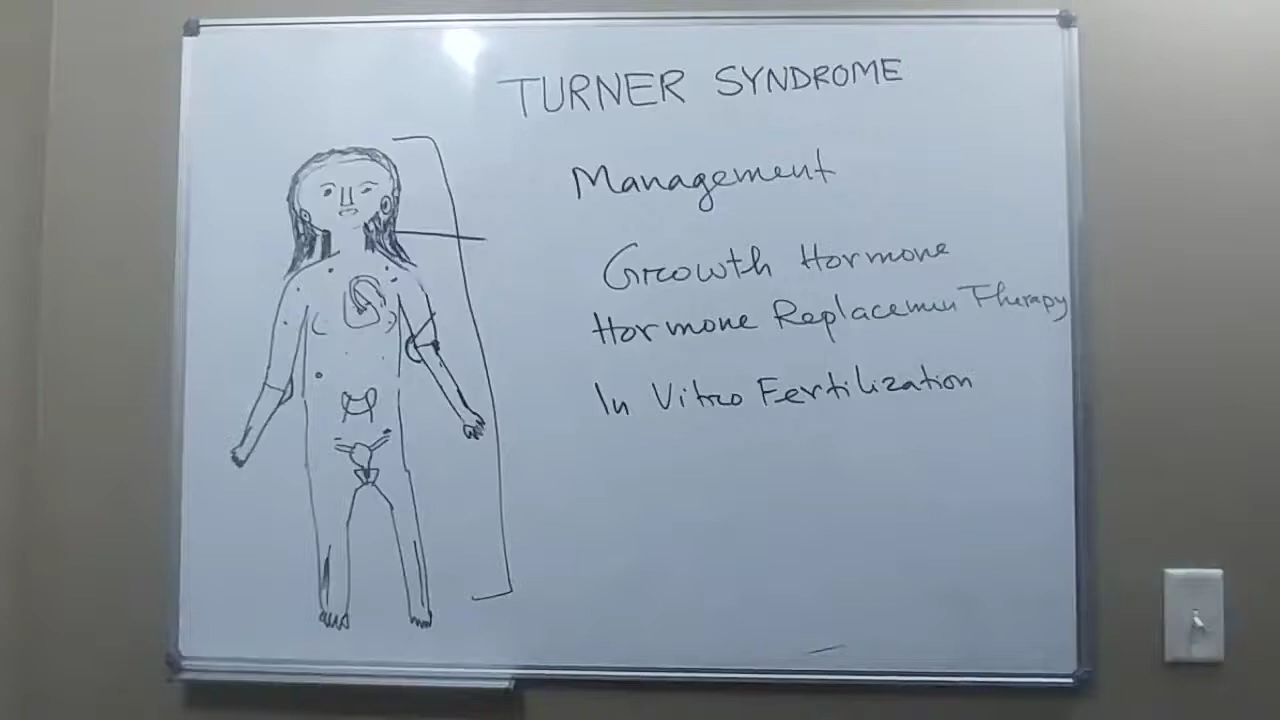 TURNER SYNDROME
Management
Growth Hormone
Hormone Replacemen Therapy
In Vitro Fertilization